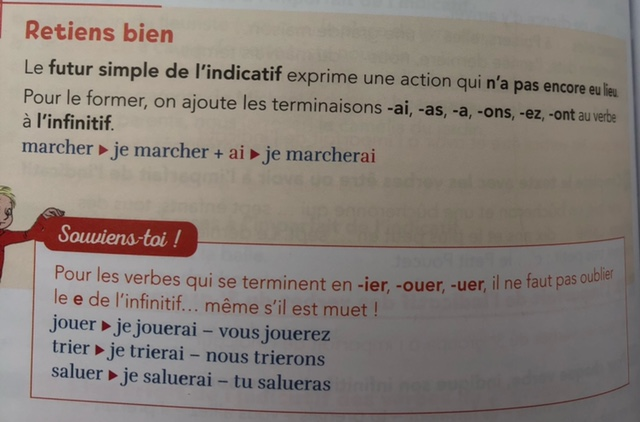 Retiens bien
Le futur simple de l'indicatif exprime une action qui n'a pas encore eu lieu.
Pour le former, on ajoute les terminaisons -ai, -as, -a, -ons, -ez, -ont au verbe
à l'infinitif.
marcher ▶ je marcher + ai ▶ je marcherai
Souviens-toi !
Pour les verbes qui se terminent en -ier, -ouer, -uer, il ne faut pas oublier
le e de l'infinitif... même s'il est muet !
jouer ▶ je jouerai – vous jouerez
trier ▶ je trierai – nous trierons
saluer ▶ je saluerai – tu salueras